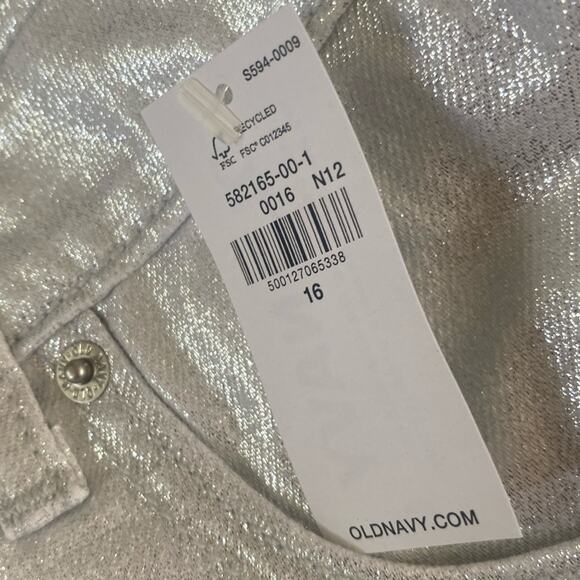 S594-0009
RECYCLED
FSC FSC® C012345
582165-00-1
0016 N12
500127065338
16
OLDNAVY.COM